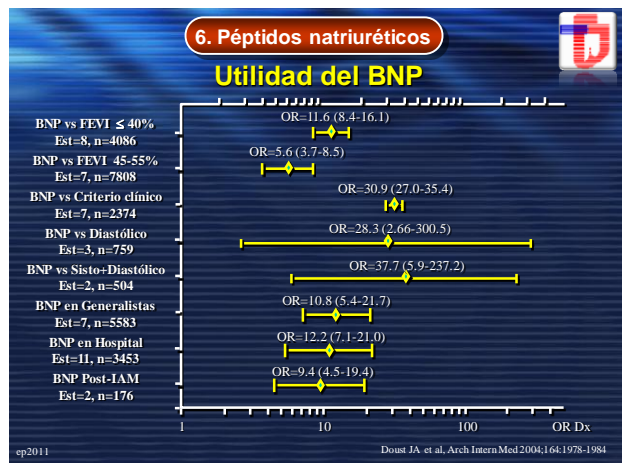 6. Péptidos natriuréticos
Utilidad del BNP
BNP vs FEVI ≤ 40%
Est=8, n=4086
OR=11.6 (8.4-16.1)
BNP vs FEVI 45-55%
Est=7, n=7808
OR=5.6 (3.7-8.5)
BNP vs Criterio clínico
Est=7, n=2374
OR=30.9 (27.0-35.4)
BNP vs Diastólico
Est=3, n=759
OR=28.3 (2.66-300.5)
BNP vs Sisto+Diastólico
Est=2, n=504
OR=37.7 (5.9-237.2)
BNP en Generalistas
Est=7, n=5583
OR=10.8 (5.4-21.7)
BNP en Hospital
Est=11, n=3453
OR=12.2 (7.1-21.0)
BNP Post-IAM
Est=2, n=176
OR=9.4 (4.5-19.4)
1 10 100 OR Dx
ep2011
Doust JA et al, Arch Intern Med 2004;164:1978-1984